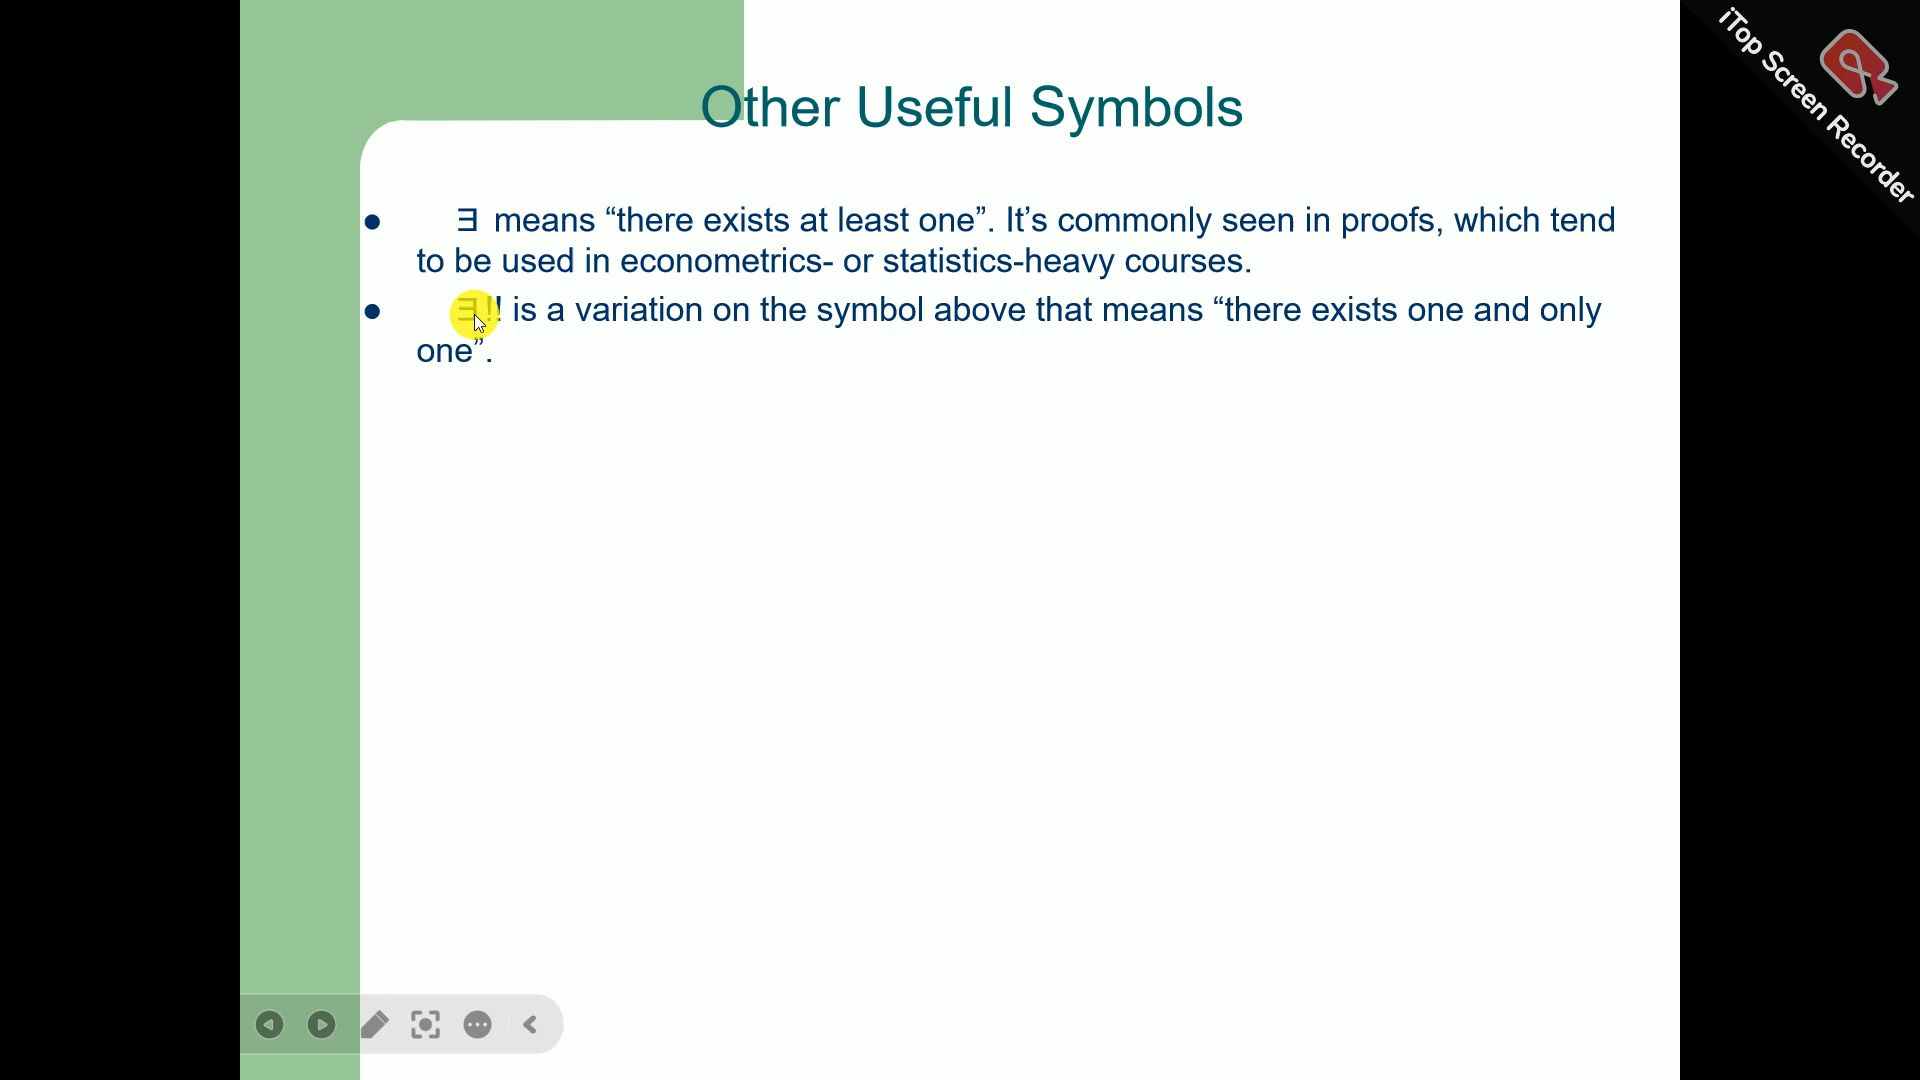 iTop Screen Recorder
Other Useful Symbols
● ∃ means “there exists at least one”. It’s commonly seen in proofs, which tend
to be used in econometrics- or statistics-heavy courses.
● ∃!! is a variation on the symbol above that means “there exists one and only
one”.